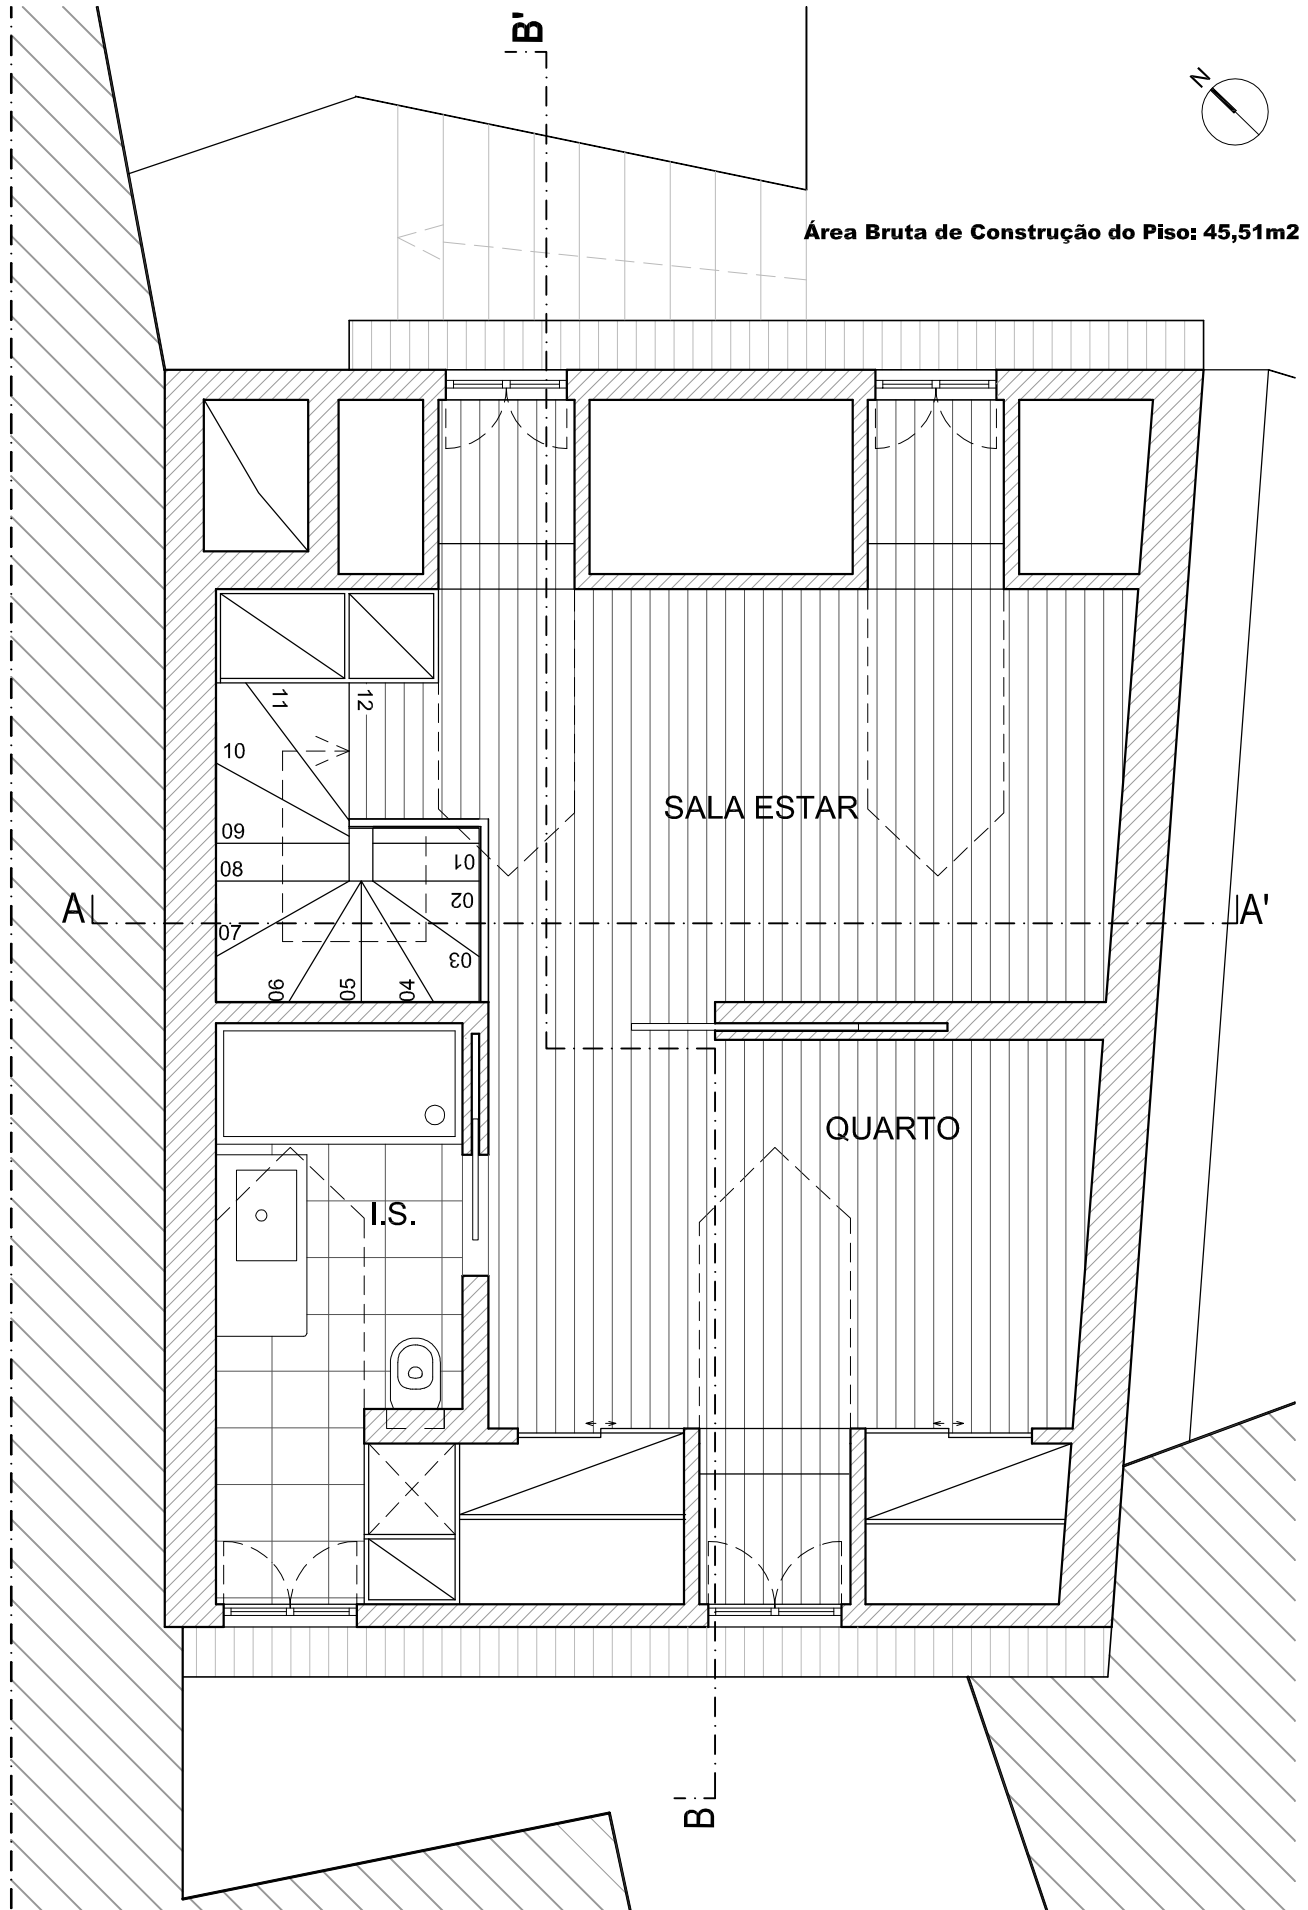 B'
N
Área Bruta de Construção do Piso: 45,51m2
11
12
10
SALA ESTAR
09
01
08
02
A
A'
07
03
06
05
04
QUARTO
I.S.
B